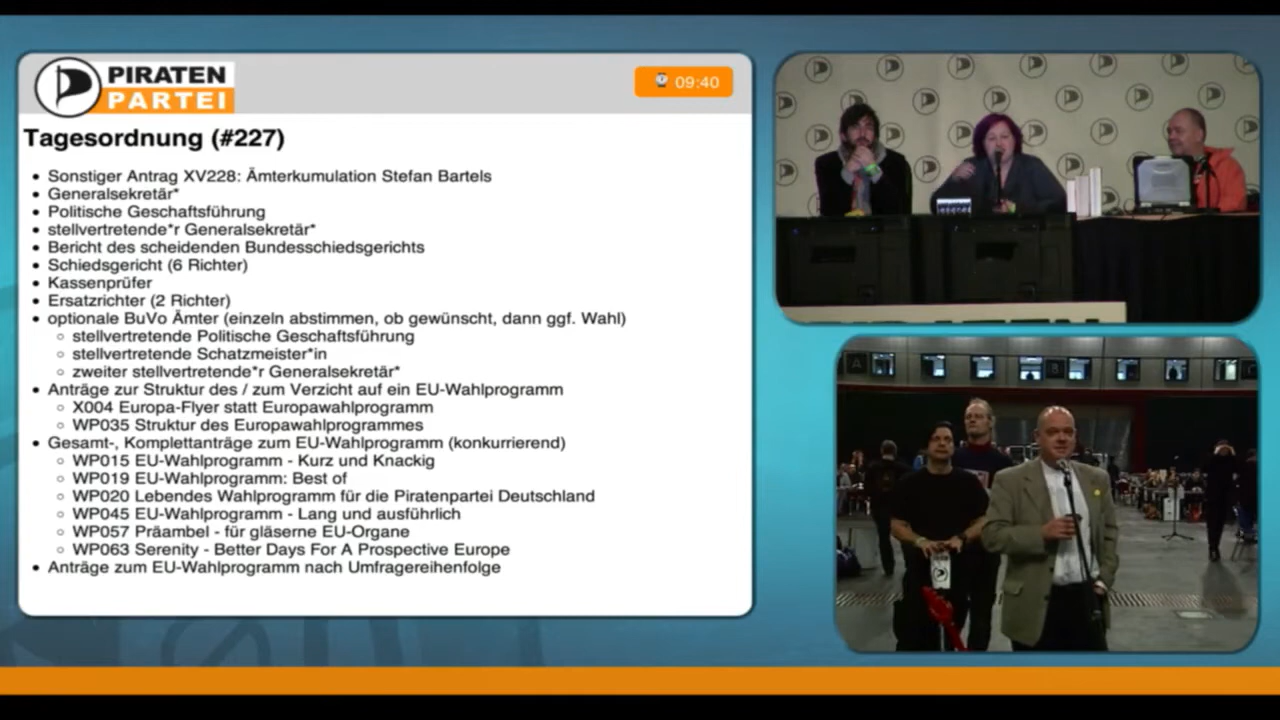 PIRATEN
PARTEI
09:40
Tagesordnung (#227)
• Sonstiger Antrag XV228: Ämterkumulation Stefan Bartels
• Generalsekretär*
• Politische Geschaftsführung
• stellvertretende*r Generalsekretär*
• Bericht des scheidenden Bundesschiedsgerichts
• Schiedsgericht (6 Richter)
• Kassenprüfer
• Ersatzrichter (2 Richter)
• optionale BuVo Ämter (einzeln abstimmen, ob gewünscht, dann ggf. Wahl)
○ stellvertretende Politische Geschaftsführung
○ stellvertretende Schatzmeister*in
○ zweiter stellvertretende*r Generalsekretär*
• Anträge zur Struktur des / zum Verzicht auf ein EU-Wahlprogramm
○ X004 Europa-Flyer statt Europawahlprogramm
○ WP035 Struktur des Europawahlprogrammes
• Gesamt-, Komplettanträge zum EU-Wahlprogramm (konkurrierend)
○ WP015 EU-Wahlprogramm - Kurz und Knackig
○ WP019 EU-Wahlprogramm: Best of
○ WP020 Lebendes Wahlprogramm für die Piratenpartei Deutschland
○ WP045 EU-Wahlprogramm - Lang und ausführlich
○ WP057 Präambel - für gläserne EU-Organe
○ WP063 Serenity - Better Days For A Prospective Europe
• Anträge zum EU-Wahlprogramm nach Umfragereihenfolge